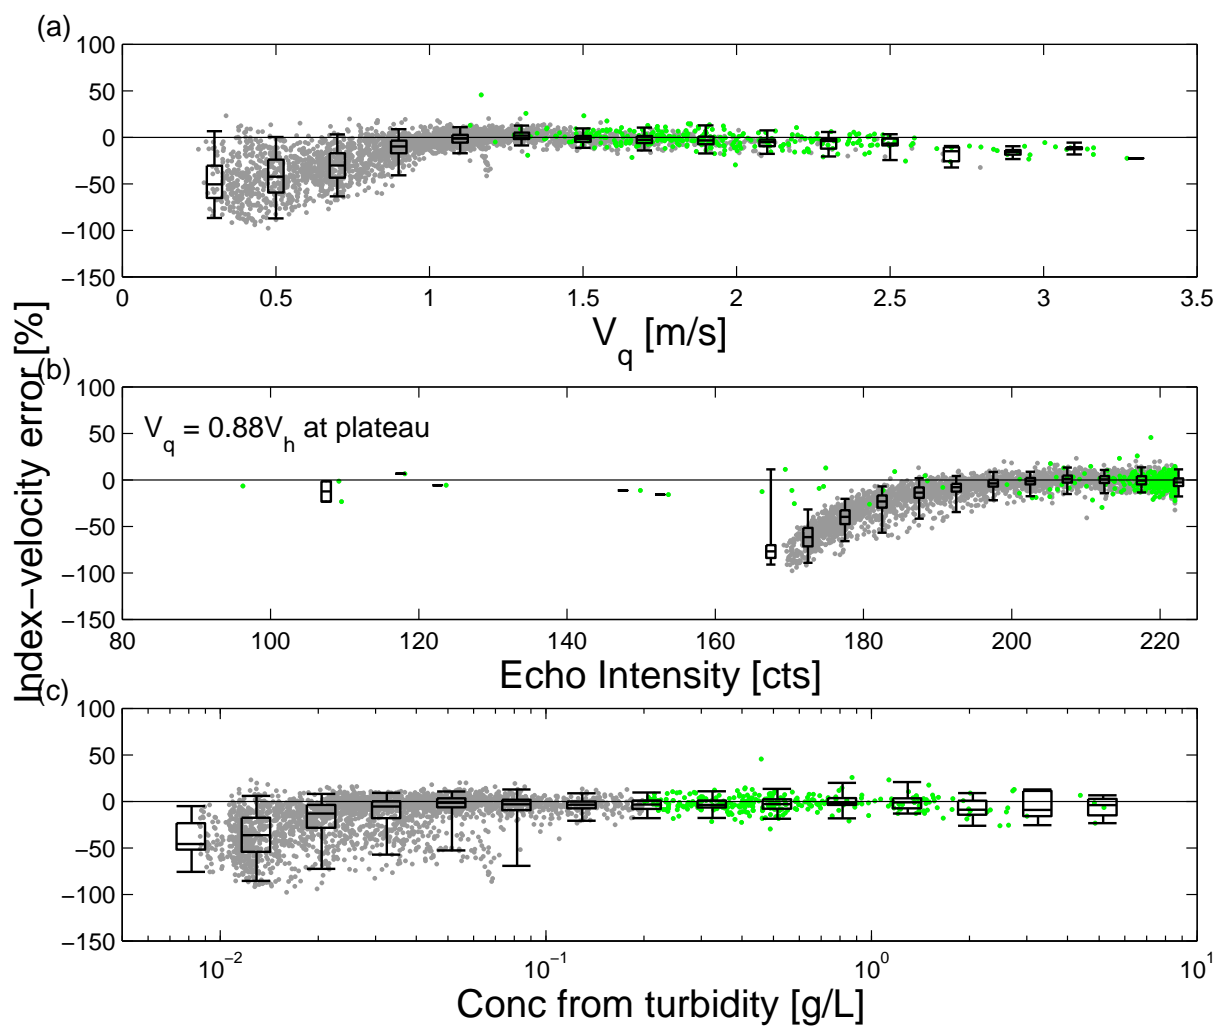 (a)
100
50
0
−50
−100
−150
0 0.5 1 1.5 2 2.5 3 3.5
V_q [m/s]
Index−velocity error [%]
(b)
100
50
0
−50
−100
−150
V_q = 0.88V_h at plateau
80 100 120 140 160 180 200 220
Echo Intensity [cts]
(c)
100
50
0
−50
−100
−150
10^−2 10^−1 10^0 10^1
Conc from turbidity [g/L]